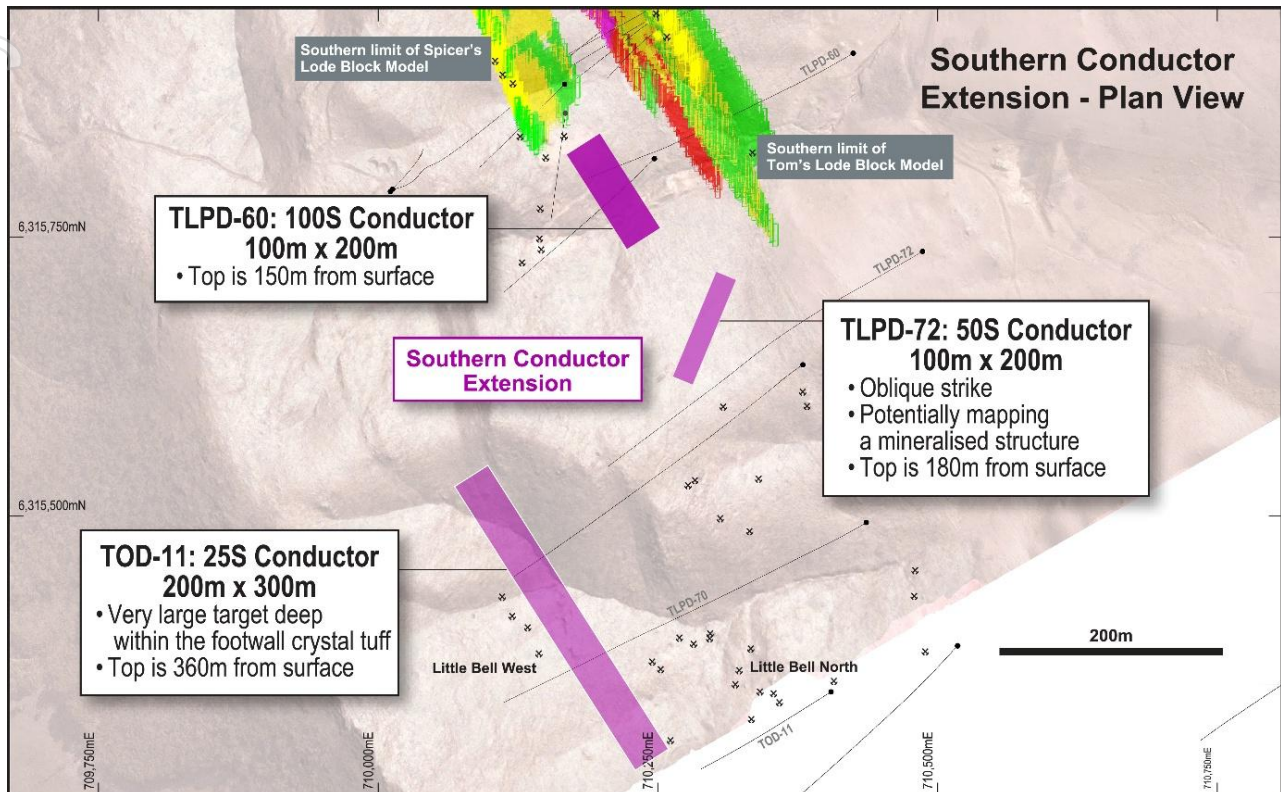 Southern Conductor
Extension - Plan View
Southern limit of Spicer's
Lode Block Model
TLPD-60
Southern limit of
Tom's Lode Block Model
TLPD-60: 100S Conductor
100m x 200m
• Top is 150m from surface
6,315,750mN
TLPD-72
Southern Conductor
Extension
TLPD-72: 50S Conductor
100m x 200m
• Oblique strike
• Potentially mapping
a mineralised structure
• Top is 180m from surface
6,315,500mN
TOD-11: 25S Conductor
200m x 300m
• Very large target deep
within the footwall crystal tuff
• Top is 360m from surface
TLPD-70
200m
Little Bell West
Little Bell North
TOD-11
709,750mE
710,000mE
710,250mE
710,500mE
710,750mE